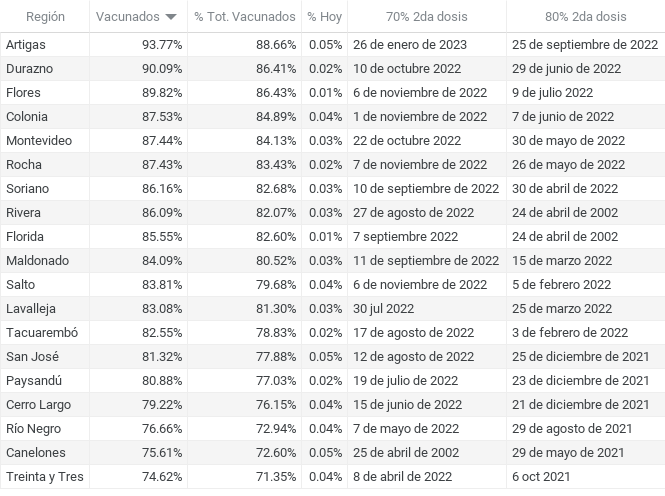 Región Vacunados % Tot. Vacunados % Hoy 70% 2da dosis 80% 2da dosis
Artigas 93.77% 88.66% 0.05% 26 de enero de 2023 25 de septiembre de 2022
Durazno 90.09% 86.41% 0.02% 10 de octubre 2022 29 de junio de 2022
Flores 89.82% 86.43% 0.01% 6 de noviembre de 2022 9 de julio 2022
Colonia 87.53% 84.89% 0.04% 1 de noviembre de 2022 7 de junio de 2022
Montevideo 87.44% 84.13% 0.03% 22 de octubre 2022 30 de mayo de 2022
Rocha 87.43% 83.43% 0.02% 7 de noviembre de 2022 26 de mayo de 2022
Soriano 86.16% 82.68% 0.03% 10 de septiembre de 2022 30 de abril de 2022
Rivera 86.09% 82.07% 0.03% 27 de agosto de 2022 24 de abril de 2002
Florida 85.55% 82.60% 0.01% 7 septiembre 2022 24 de abril de 2002
Maldonado 84.09% 80.52% 0.03% 11 de septiembre de 2022 15 de marzo 2022
Salto 83.81% 79.68% 0.04% 6 de noviembre de 2022 5 de febrero 2022
Lavalleja 83.08% 81.30% 0.03% 30 jul 2022 25 de marzo 2022
Tacuarembó 82.55% 78.83% 0.02% 17 de agosto de 2022 3 de febrero de 2022
San José 81.32% 77.88% 0.05% 12 de agosto de 2022 25 de diciembre de 2021
Paysandú 80.88% 77.03% 0.02% 19 de julio de 2022 23 de diciembre de 2021
Cerro Largo 79.22% 76.15% 0.04% 15 de junio de 2022 21 de diciembre de 2021
Río Negro 76.66% 72.94% 0.04% 7 de mayo de 2022 29 de agosto de 2021
Canelones 75.61% 72.60% 0.05% 25 de abril de 2002 29 de mayo de 2021
Treinta y Tres 74.62% 71.35% 0.04% 8 de abril de 2022 6 oct 2021